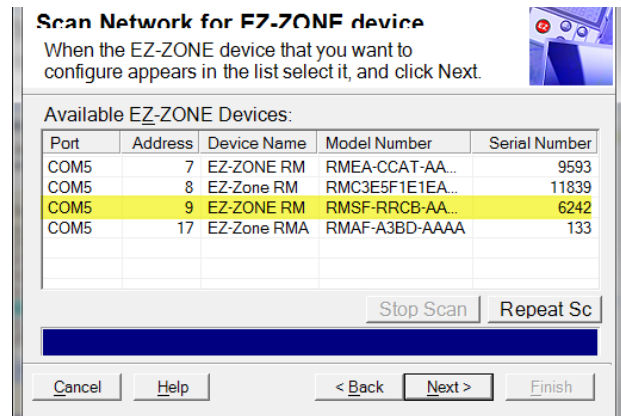 Scan Network for EZ-ZONE device
When the EZ-ZONE device that you want to
configure appears in the list select it, and click Next.
EZ
Available EZ-ZONE Devices:
Port Address Device Name Model Number Serial Number
COM5 7 EZ-ZONE RM RMEA-CCAT-AA... 9593
COM5 8 EZ-Zone RM RMC3E5F1E1EA... 11839
COM5 9 EZ-ZONE RM RMSF-RRCB-AA... 6242
COM5 17 EZ-Zone RMA RMAF-A3BD-AAAA 133
Stop Scan Repeat Sc
Cancel Help < Back Next > Finish